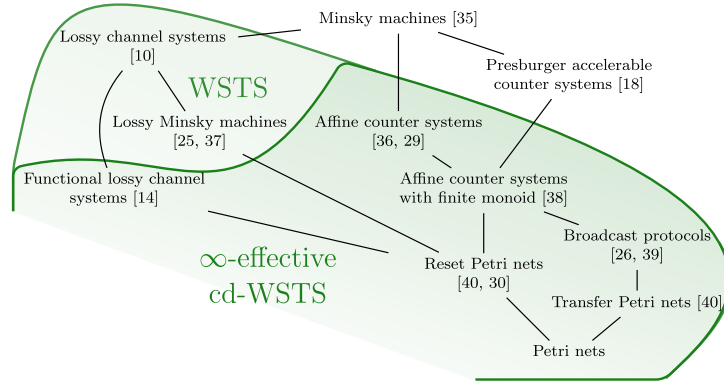 Minsky machines [35]
Lossy channel systems
[10]
Presburger accelerable
counter systems [18]
WSTS
Lossy Minsky machines
[25, 37]
Affine counter systems
[36, 29]
Functional lossy channel
systems [14]
Affine counter systems
with finite monoid [38]
Broadcast protocols
[26, 39]
∞-effective
cd-WSTS
Reset Petri nets
[40, 30]
Transfer Petri nets [40]
Petri nets